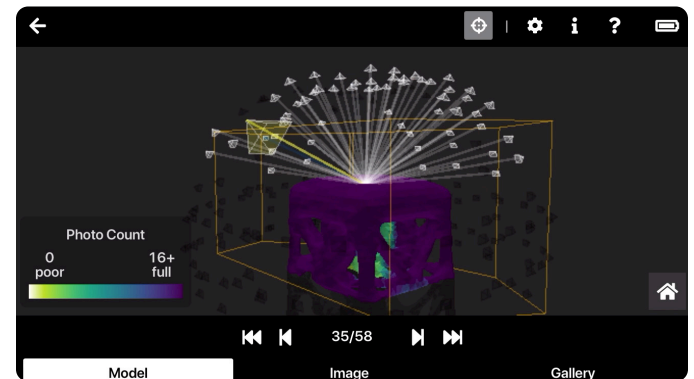 | i ?
Photo Count
0 16+
poor full
35/58
Model Image Gallery